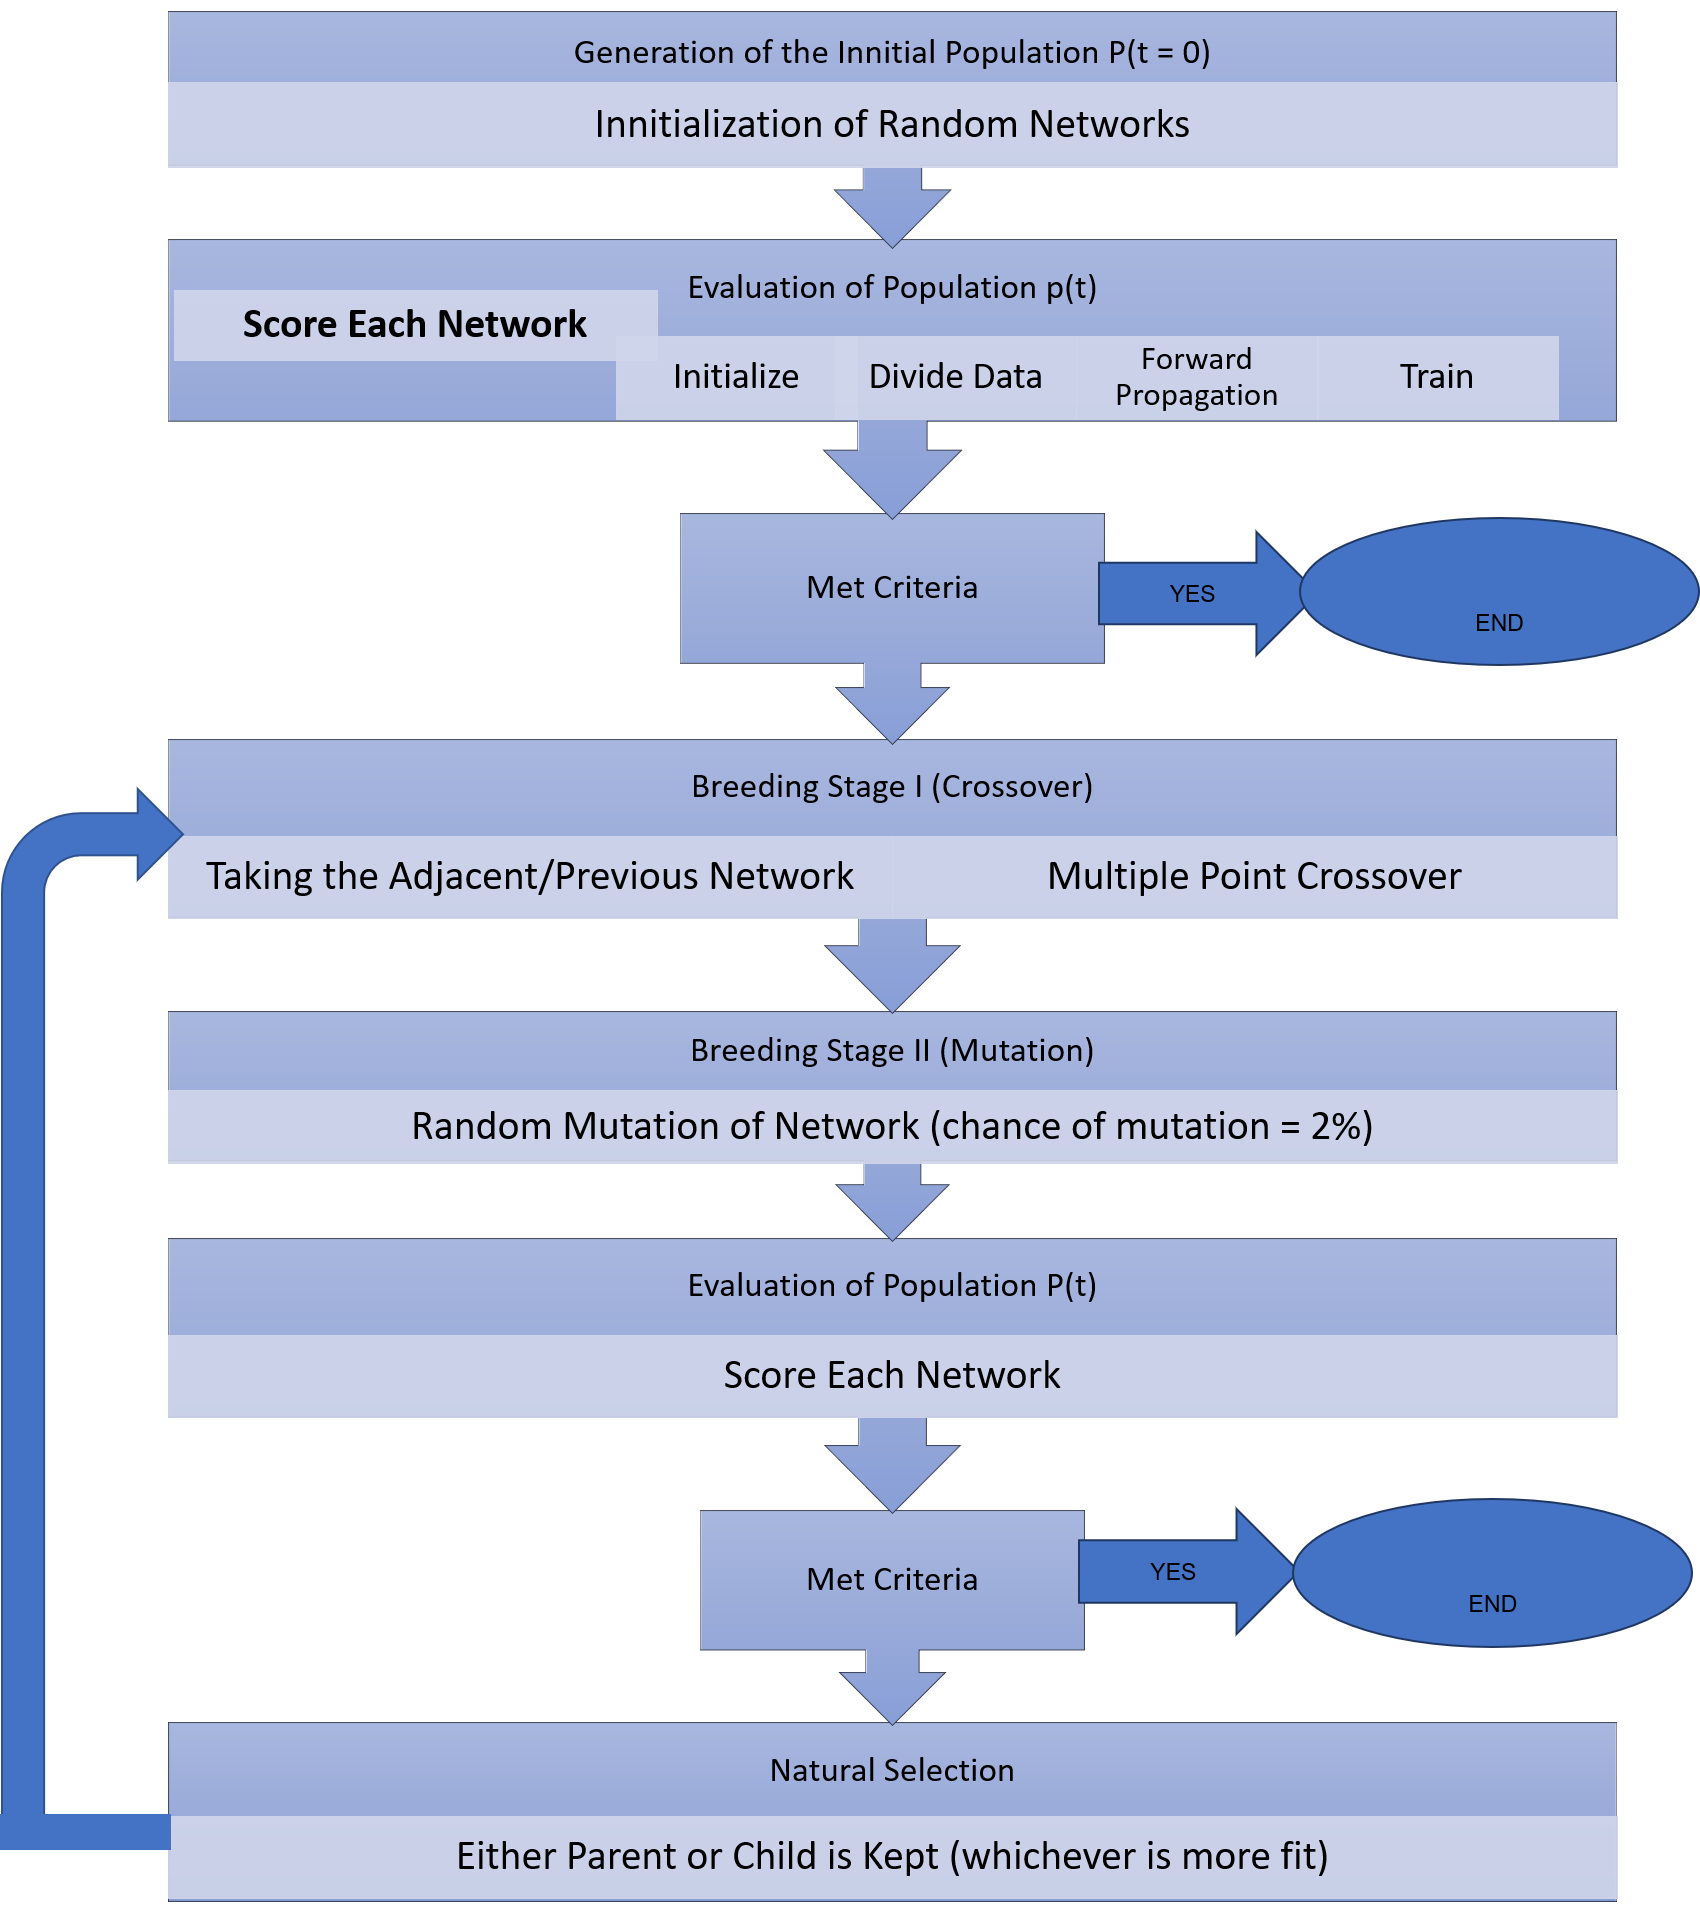 Generation of the Innitial Population P(t = 0)
Innitialization of Random Networks
Evaluation of Population p(t)
Score Each Network
Initialize
Divide Data
Forward
Propagation
Train
Met Criteria
YES
END
Breeding Stage I (Crossover)
Taking the Adjacent/Previous Network
Multiple Point Crossover
Breeding Stage II (Mutation)
Random Mutation of Network (chance of mutation = 2%)
Evaluation of Population P(t)
Score Each Network
Met Criteria
YES
END
Natural Selection
Either Parent or Child is Kept (whichever is more fit)